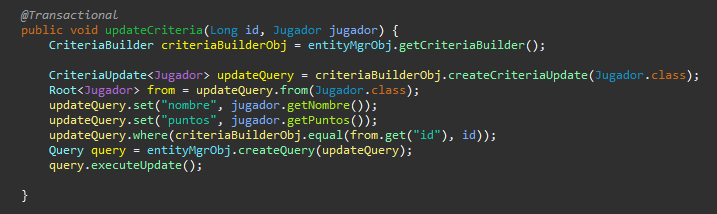 @Transactional
public void updateCriteria(Long id, Jugador jugador) {
CriteriaBuilder criteriaBuilderObj = entityMgrObj.getCriteriaBuilder();
CriteriaUpdate<Jugador> updateQuery = criteriaBuilderObj.createCriteriaUpdate(Jugador.class);
Root<Jugador> from = updateQuery.from(Jugador.class);
updateQuery.set("nombre", jugador.getNombre());
updateQuery.set("puntos", jugador.getPuntos());
updateQuery.where(criteriaBuilderObj.equal(from.get("id"), id));
Query query = entityMgrObj.createQuery(updateQuery);
query.executeUpdate();
}